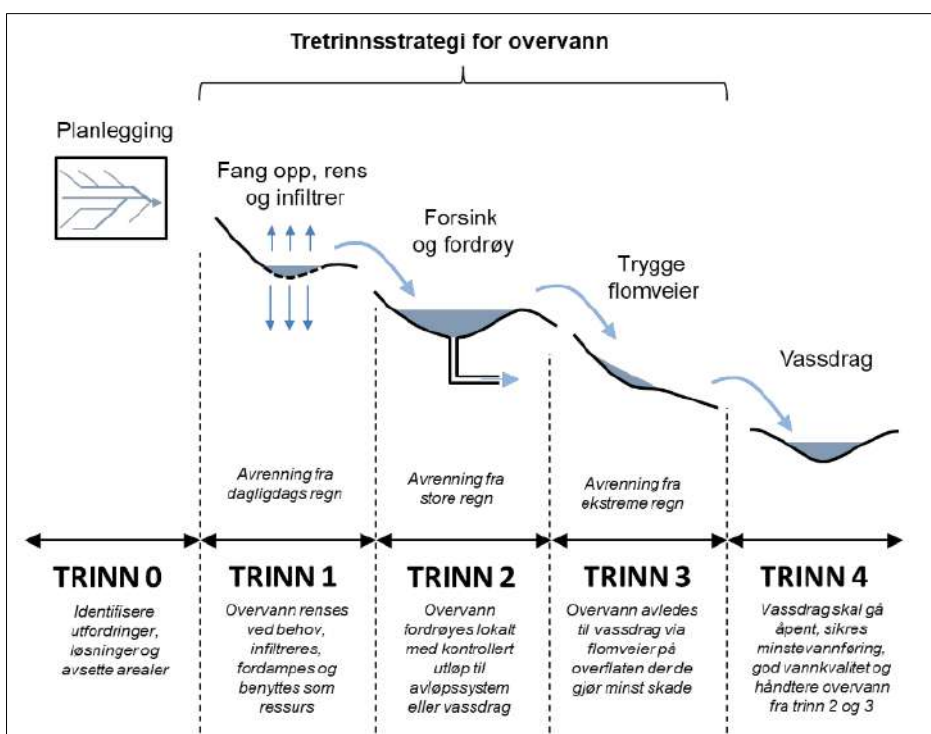 Tretrinnsstrategi for overvann
Planlegging
Fang opp, rens
og infiltrer
Forsink
og fordrøy
Trygge
flomveier
Vassdrag
Avrenning fra
dagligdags regn
Avrenning fra
store regn
Avrenning fra
ekstreme regn
TRINN 0
Identifisere
utfordringer,
løsninger og
avsette arealer
TRINN 1
Overvann renses
ved behov,
infiltreres,
fordampes og
benyttes som
ressurs
TRINN 2
Overvann
fordrøyes lokalt
med kontrollert
utløp til
avløpssystem
eller vassdrag
TRINN 3
Overvann avledes
til vassdrag via
flomveier på
overflaten der de
gjør minst skade
TRINN 4
Vassdrag skal gå
åpent, sikres
minstevannføring,
god vannkvalitet og
håndtere overvann
fra trinn 2 og 3